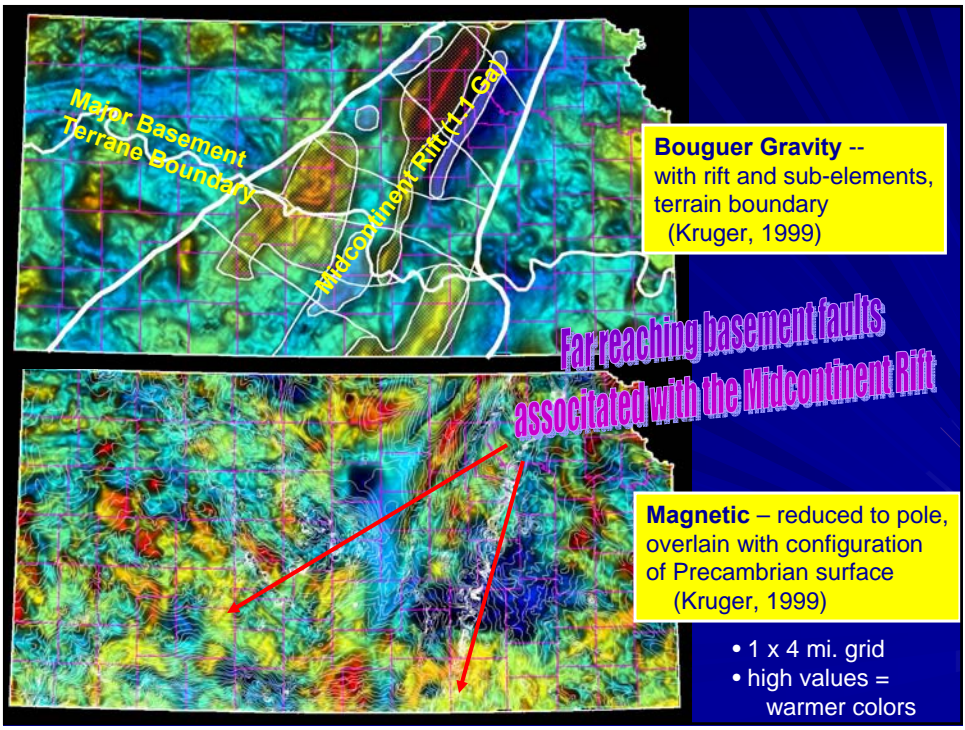 Major Basement
Terrane Boundary
Midcontinent Rift (1.1 Ga)
Bouguer Gravity --
with rift and sub-elements,
terrain boundary
(Kruger, 1999)
Far reaching basement faults
associtated with the Midcontinent Rift
Magnetic – reduced to pole,
overlain with configuration
of Precambrian surface
(Kruger, 1999)
• 1 x 4 mi. grid
• high values =
warmer colors